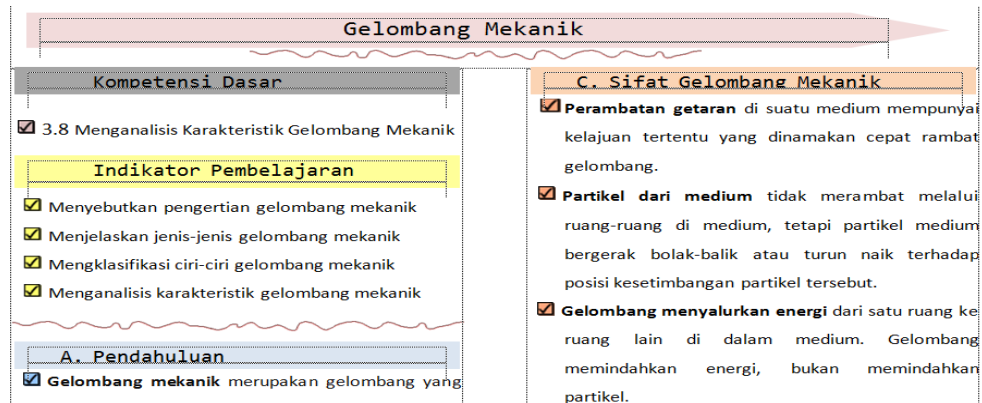 Gelombang Mekanik
Kompetensi Dasar
3.8 Menganalisis Karakteristik Gelombang Mekanik
Indikator Pembelajaran
Menyebutkan pengertian gelombang mekanik
Menjelaskan jenis-jenis gelombang mekanik
Mengklasifikasi ciri-ciri gelombang mekanik
Menganalisis karakteristik gelombang mekanik
A. Pendahuluan
Gelombang mekanik merupakan gelombang yang
C. Sifat Gelombang Mekanik
Perambatan getaran di suatu medium mempunyai
kelajuan tertentu yang dinamakan cepat rambat
gelombang.
Partikel dari medium tidak merambat melalui
ruang-ruang di medium, tetapi partikel medium
bergerak bolak-balik atau turun naik terhadap
posisi kesetimbangan partikel tersebut.
Gelombang menyalurkan energi dari satu ruang ke
ruang lain di dalam medium. Gelombang
memindahkan energi, bukan memindahkan
partikel.